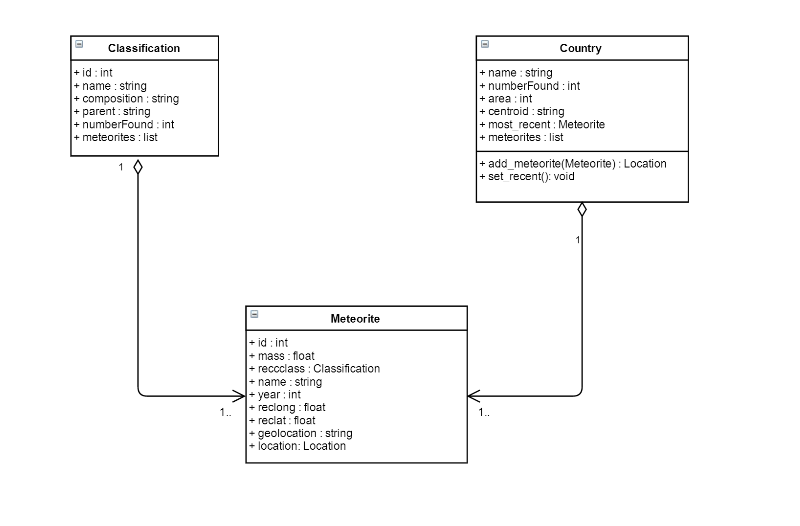 Classification
+ id : int
+ name : string
+ composition : string
+ parent : string
+ numberFound : int
+ meteorites : list
1
Country
+ name : string
+ numberFound : int
+ area : int
+ centroid : string
+ most_recent : Meteorite
+ meteorites : list
+ add_meteorite(Meteorite) : Location
+ set_recent(): void
1
Meteorite
+ id : int
+ mass : float
+ reccclass : Classification
+ name : string
+ year : int
+ reclong : float
+ reclat : float
+ geolocation : string
+ location: Location
1..
1..